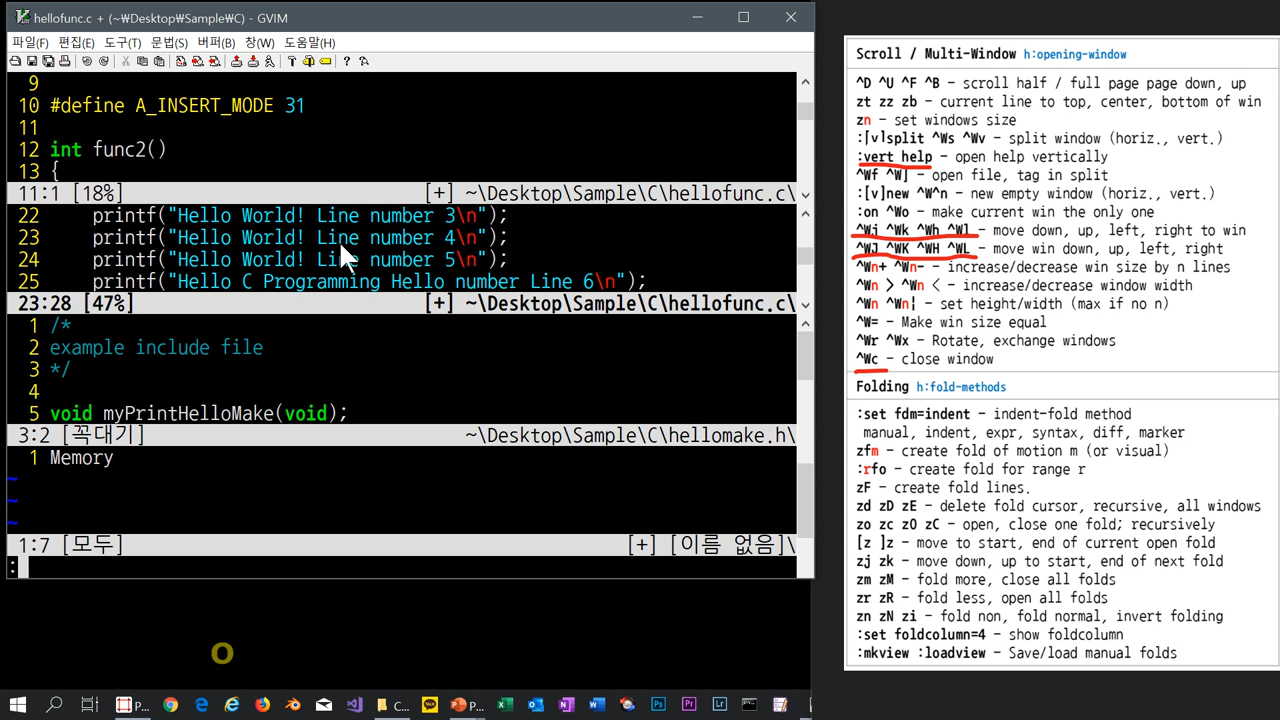 hellofunc.c + (~₩Desktop₩Sample₩C) - GVIM
파일(F) 편집(E) 도구(T) 문법(S) 버퍼(B) 창(W) 도움말(H)
9
10 #define A_INSERT_MODE 31
11
12 int func2()
13 {
11:1 [18%] [+] ~\Desktop\Sample\C\hellofunc.c\
22 printf("Hello World! Line number 3\n");
23 printf("Hello World! Line number 4\n");
24 printf("Hello World! Line number 5\n");
25 printf("Hello C Programming Hello number Line 6\n");
23:28 [47%] [+] ~\Desktop\Sample\C\hellofunc.c\
1 /*
2 example include file
3 */
4
5 void myPrintHelloMake(void);
3:2 [꼭대기] ~\Desktop\Sample\C\hellomake.h\
1 Memory
~
~
~
1:7 [모두] [+] [이름 없음]\
:
o
C...
P...
Scroll / Multi-Window h:opening-window
^D ^U ^F ^B - scroll half / full page page down, up
zt zz zb - current line to top, center, bottom of win
zn - set windows size
:[v]split ^Ws ^Wv - split window (horiz., vert.)
:vert help - open help vertically
^Wf ^W] - open file, tag in split
:[v]new ^W^n - new empty window (horiz., vert.)
:on ^Wo - make current win the only one
^Wj ^Wk ^Wh ^Wl - move down, up, left, right to win
^WJ ^WK ^WH ^WL - move win down, up, left, right
^Wn+ ^Wn- - increase/decrease win size by n lines
^Wn > ^Wn < - increase/decrease window width
^Wn ^Wn¦ - set height/width (max if no n)
^W= - Make win size equal
^Wr ^Wx - Rotate, exchange windows
^Wc - close window
Folding h:fold-methods
:set fdm=indent - indent-fold method
manual, indent, expr, syntax, diff, marker
zfm - create fold of motion m (or visual)
:rfo - create fold for range r
zF - create fold lines.
zd zD zE - delete fold cursor, recursive, all windows
zo zc zO zC - open, close one fold; recursively
[z ]z - move to start, end of current open fold
zj zk - move down, up to start, end of next fold
zm zM - fold more, close all folds
zr zR - fold less, open all folds
zn zN zi - fold non, fold normal, invert folding
:set foldcolumn=4 - show foldcolumn
:mkview :loadview - Save/load manual folds